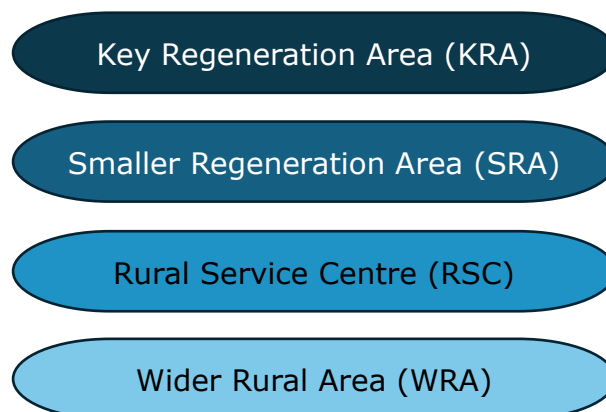 Key Regeneration Area (KRA)
Smaller Regeneration Area (SRA)
Rural Service Centre (RSC)
Wider Rural Area (WRA)